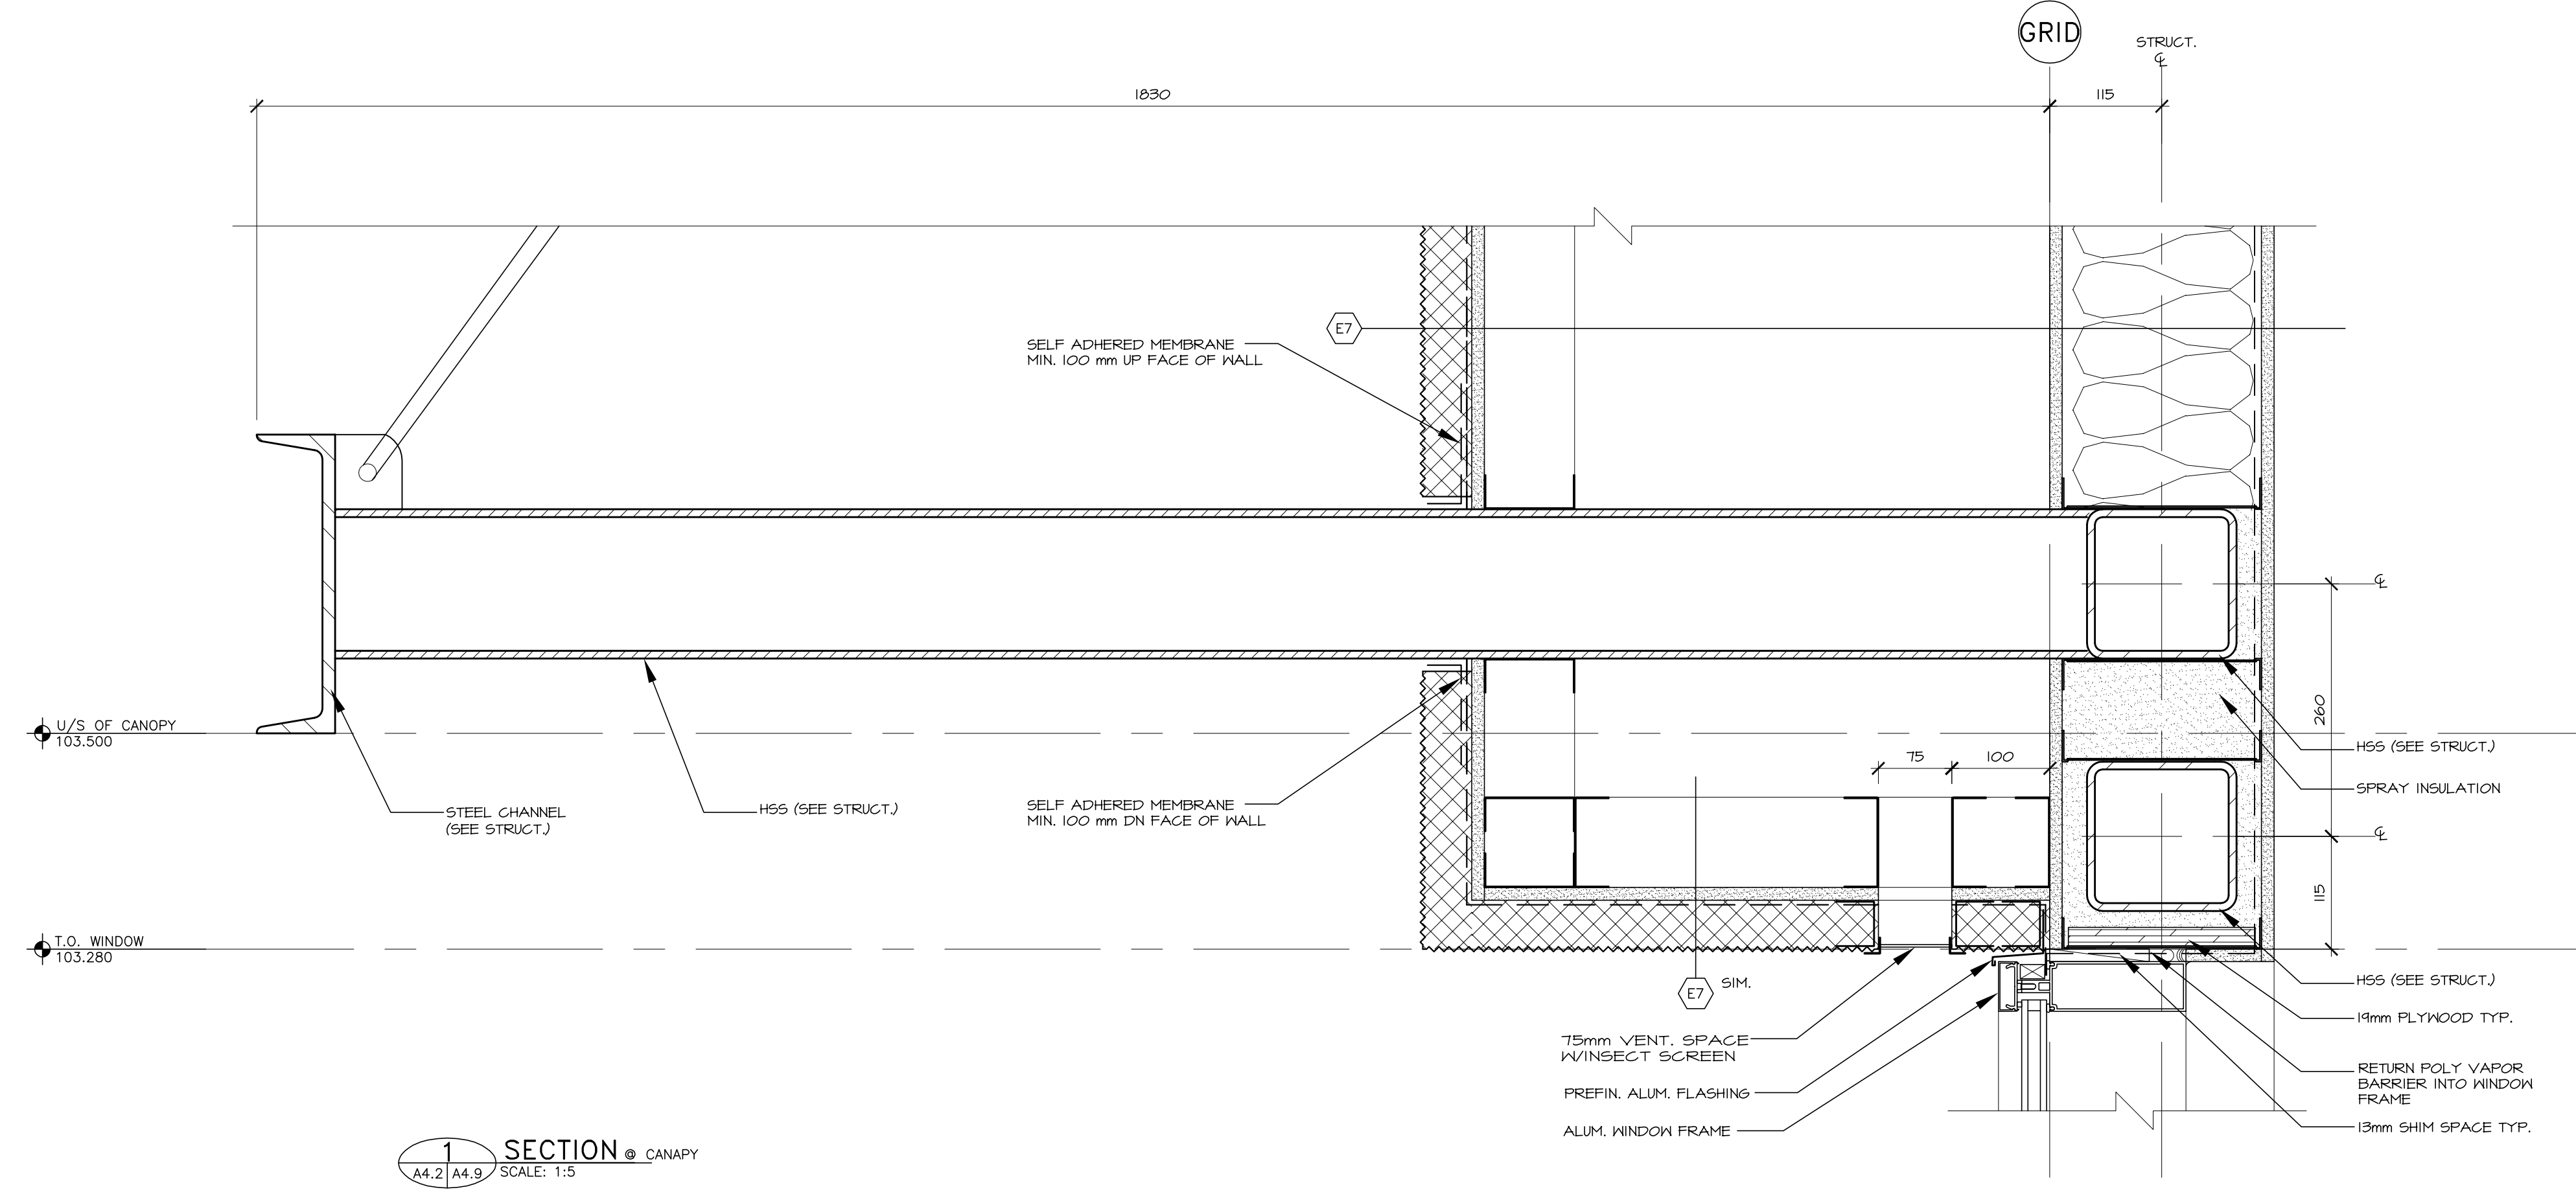 GRID
STRUCT.
℄
1830
115
E7
SELF ADHERED MEMBRANE
MIN. 100 mm UP FACE OF WALL
℄
260
U/S OF CANOPY
103.500
HSS (SEE STRUCT.)
75
100
SPRAY INSULATION
STEEL CHANNEL
(SEE STRUCT.)
HSS (SEE STRUCT.)
SELF ADHERED MEMBRANE
MIN. 100 mm DN FACE OF WALL
℄
115
T.O. WINDOW
103.280
E7
SIM.
HSS (SEE STRUCT.)
19mm PLYWOOD TYP.
75mm VENT. SPACE
W/INSECT SCREEN
RETURN POLY VAPOR
BARRIER INTO WINDOW
FRAME
PREFIN. ALUM. FLASHING
13mm SHIM SPACE TYP.
ALUM. WINDOW FRAME
1
A4.2 A4.9
SECTION @ CANAPY
SCALE: 1:5